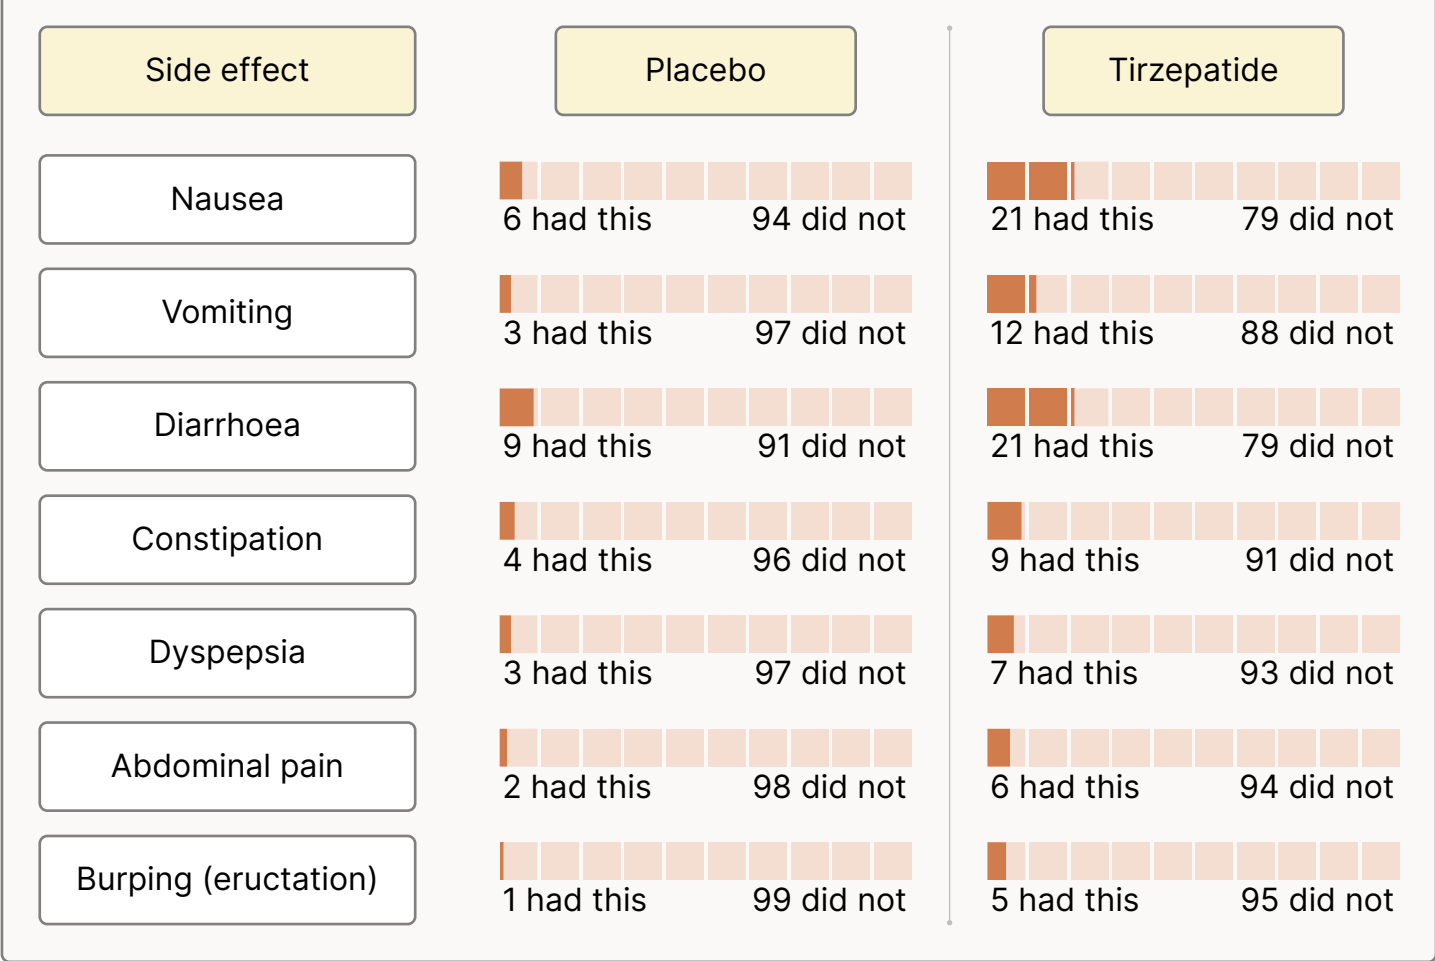 Side effect
Placebo
Tirzepatide
Nausea
6 had this
94 did not
21 had this
79 did not
Vomiting
3 had this
97 did not
12 had this
88 did not
Diarrhoea
9 had this
91 did not
21 had this
79 did not
Constipation
4 had this
96 did not
9 had this
91 did not
Dyspepsia
3 had this
97 did not
7 had this
93 did not
Abdominal pain
2 had this
98 did not
6 had this
94 did not
Burping (eructation)
1 had this
99 did not
5 had this
95 did not